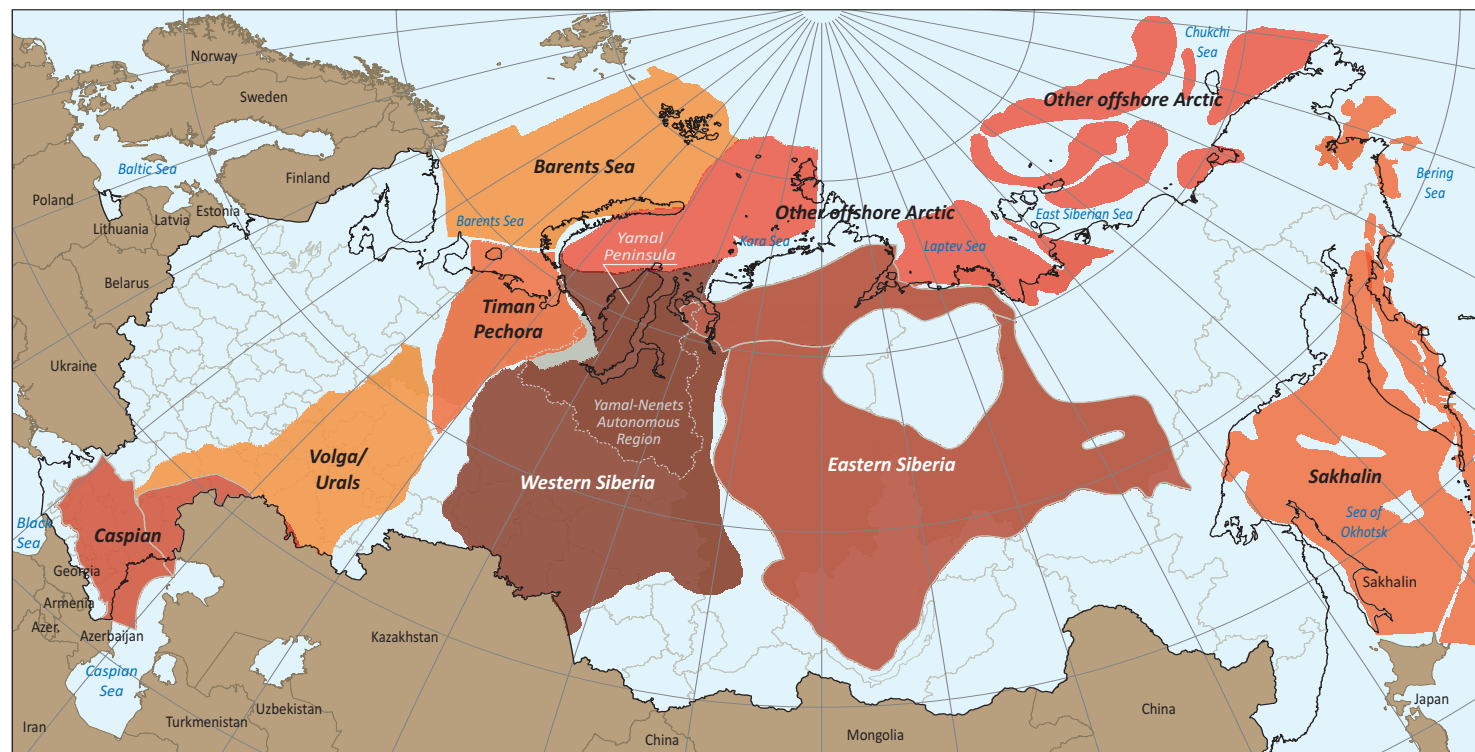 Chukchi
Sea
Norway
Sweden
Other offshore Arctic
Baltic Sea
Barents Sea
Finland
Bering
Sea
Poland
Estonia
Latvia
Lithuania
Barents Sea
Other offshore Arctic
East Siberian Sea
Kara Sea
Laptev Sea
Yamal
Peninsula
Belarus
Timan
Pechora
Ukraine
Yamal-Nenets
Autonomous
Region
Volga/
Urals
Western Siberia
Eastern Siberia
Sakhalin
Sea of
Okhotsk
Black
Sea
Caspian
Georgia
Armenia
Azer.
Azerbaijan
Sakhalin
Kazakhstan
Caspian
Sea
Iran
Turkmenistan
Uzbekistan
China
Mongolia
China
Japan